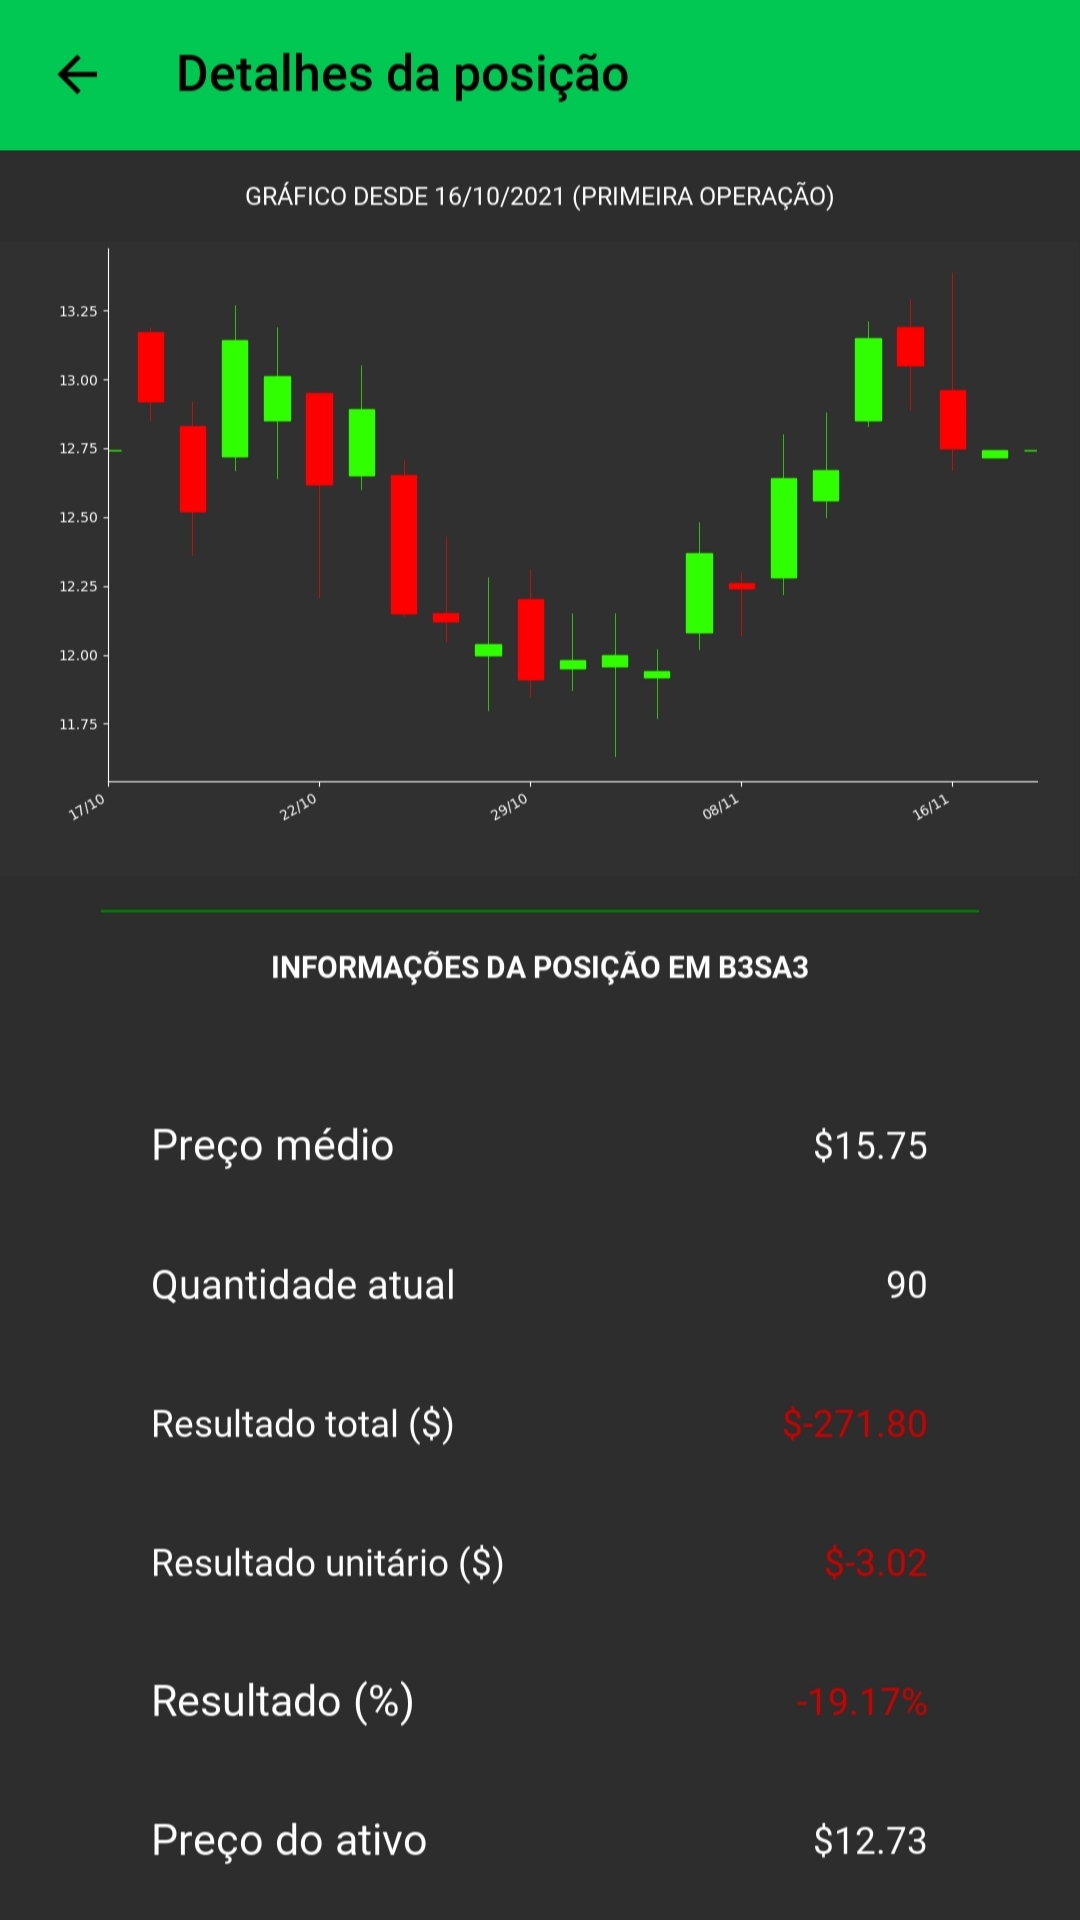 Detalhes da posição
GRÁFICO DESDE 16/10/2021 (PRIMEIRA OPERAÇÃO)
13.25
13.00
12.75
12.50
12.25
12.00
11.75
17/10 22/10 29/10 08/11 16/11
INFORMAÇÕES DA POSIÇÃO EM B3SA3
Preço médio $15.75
Quantidade atual 90
Resultado total ($) $-271.80
Resultado unitário ($) $-3.02
Resultado (%) -19.17%
Preço do ativo $12.73